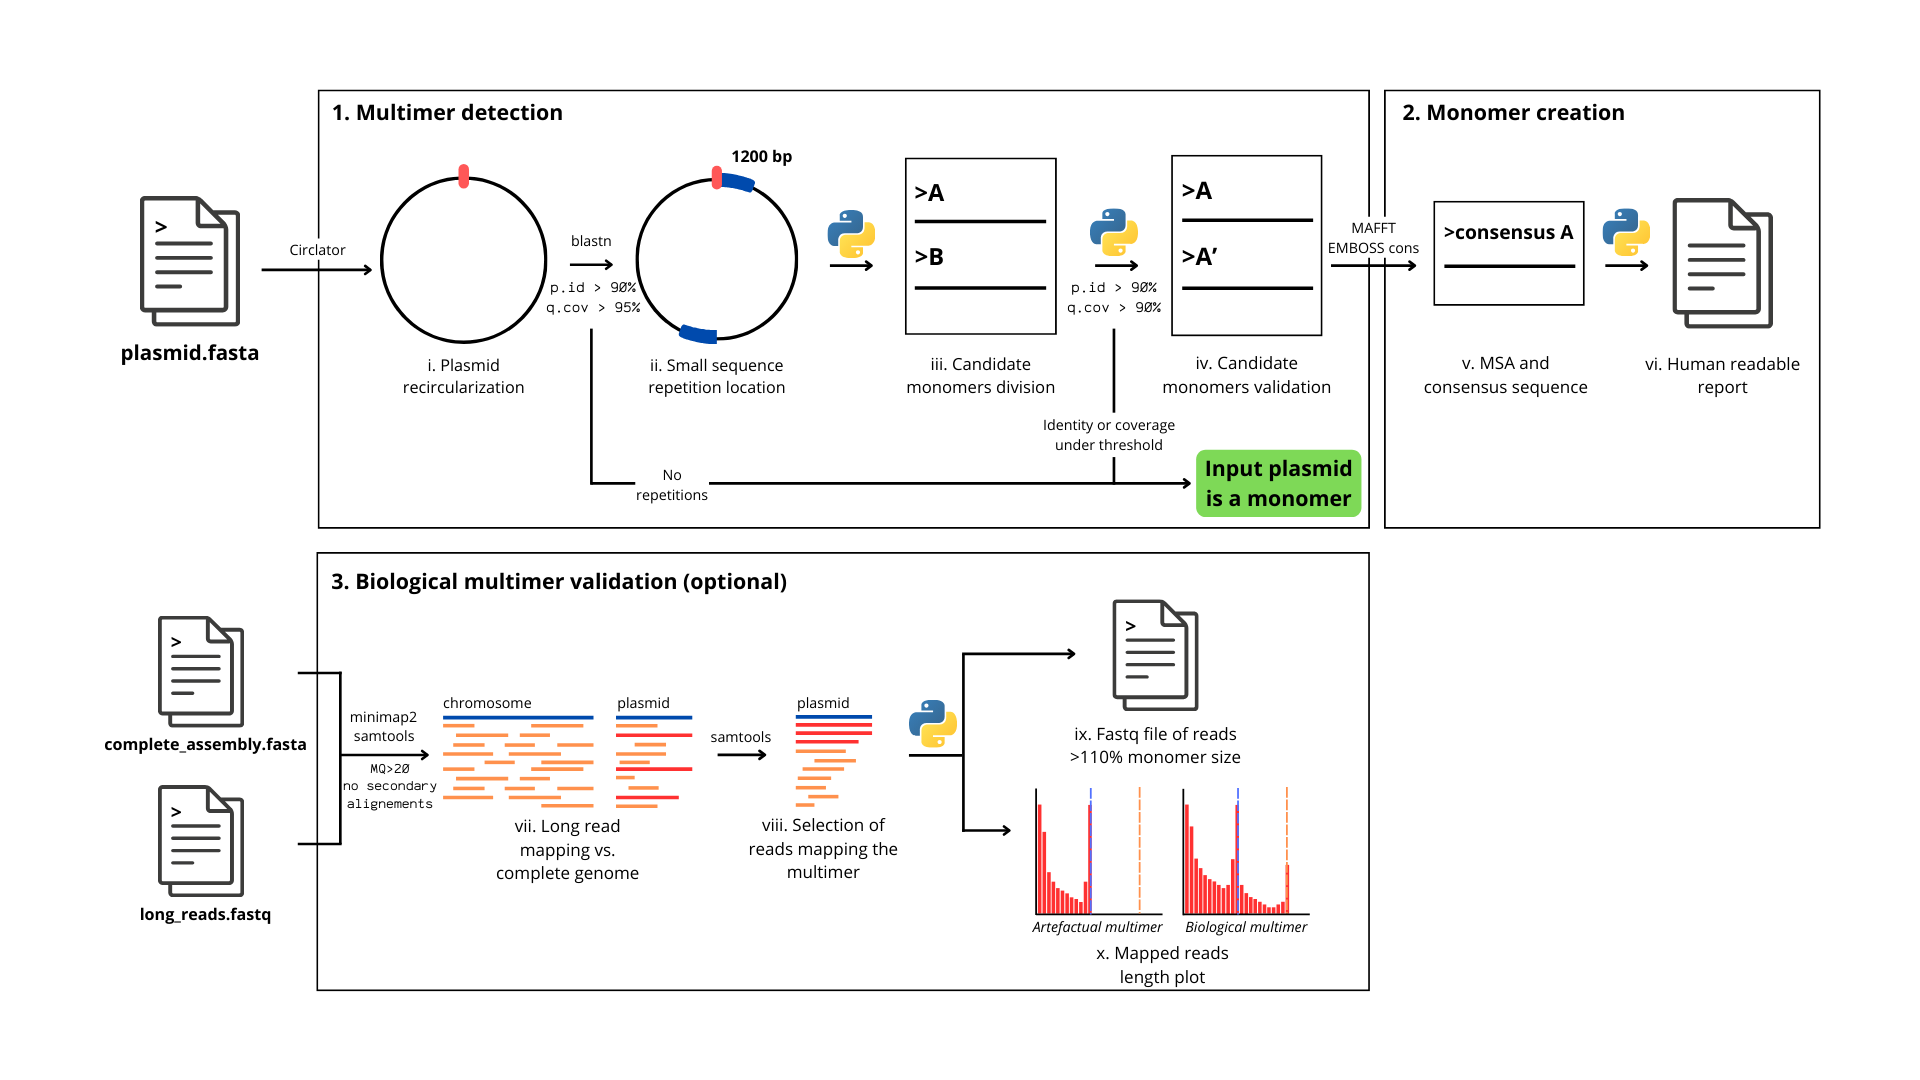 1. Multimer detection
2. Monomer creation
1200 bp
>
plasmid.fasta
Circlator
blastn
p.id > 90%
q.cov > 95%
>A
>B
p.id > 90%
q.cov > 90%
>A
>A’
MAFFT
EMBOSS cons
>consensus A
i. Plasmid
recircularization
ii. Small sequence
repetition location
iii. Candidate
monomers division
iv. Candidate
monomers validation
v. MSA and
consensus sequence
vi. Human readable
report
Identity or coverage
under threshold
No
repetitions
Input plasmid
is a monomer
3. Biological multimer validation (optional)
>
complete_assembly.fasta
>
long_reads.fastq
minimap2
samtools
MQ>20
no secondary
alignements
chromosome
plasmid
vii. Long read
mapping vs.
complete genome
samtools
plasmid
viii. Selection of
reads mapping the
multimer
>
ix. Fastq file of reads
>110% monomer size
Artefactual multimer
Biological multimer
x. Mapped reads
length plot